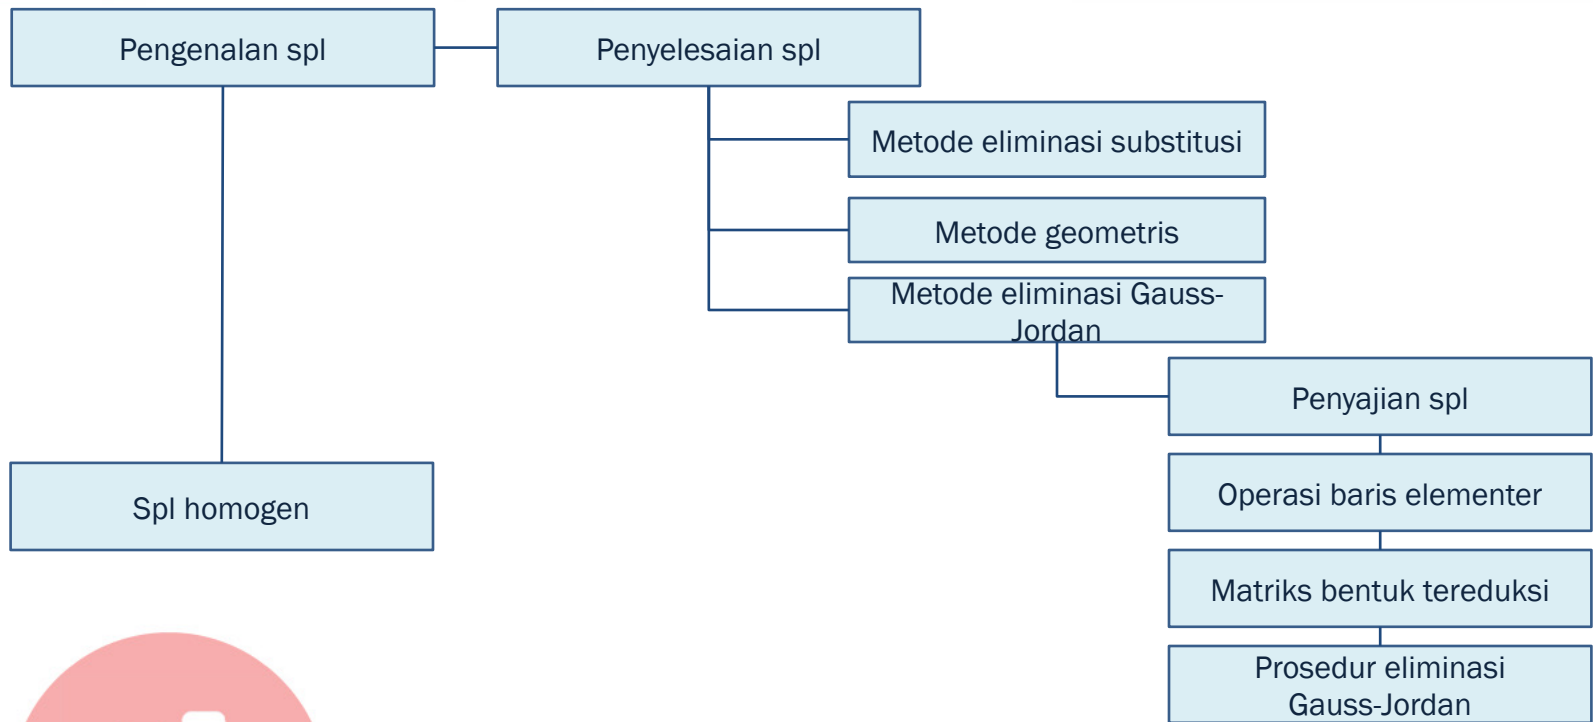 Pengenalan spl
Penyelesaian spl
Metode eliminasi substitusi
Metode geometris
Metode eliminasi Gauss-
Jordan
Penyajian spl
Spl homogen
Operasi baris elementer
Matriks bentuk tereduksi
Prosedur eliminasi
Gauss-Jordan